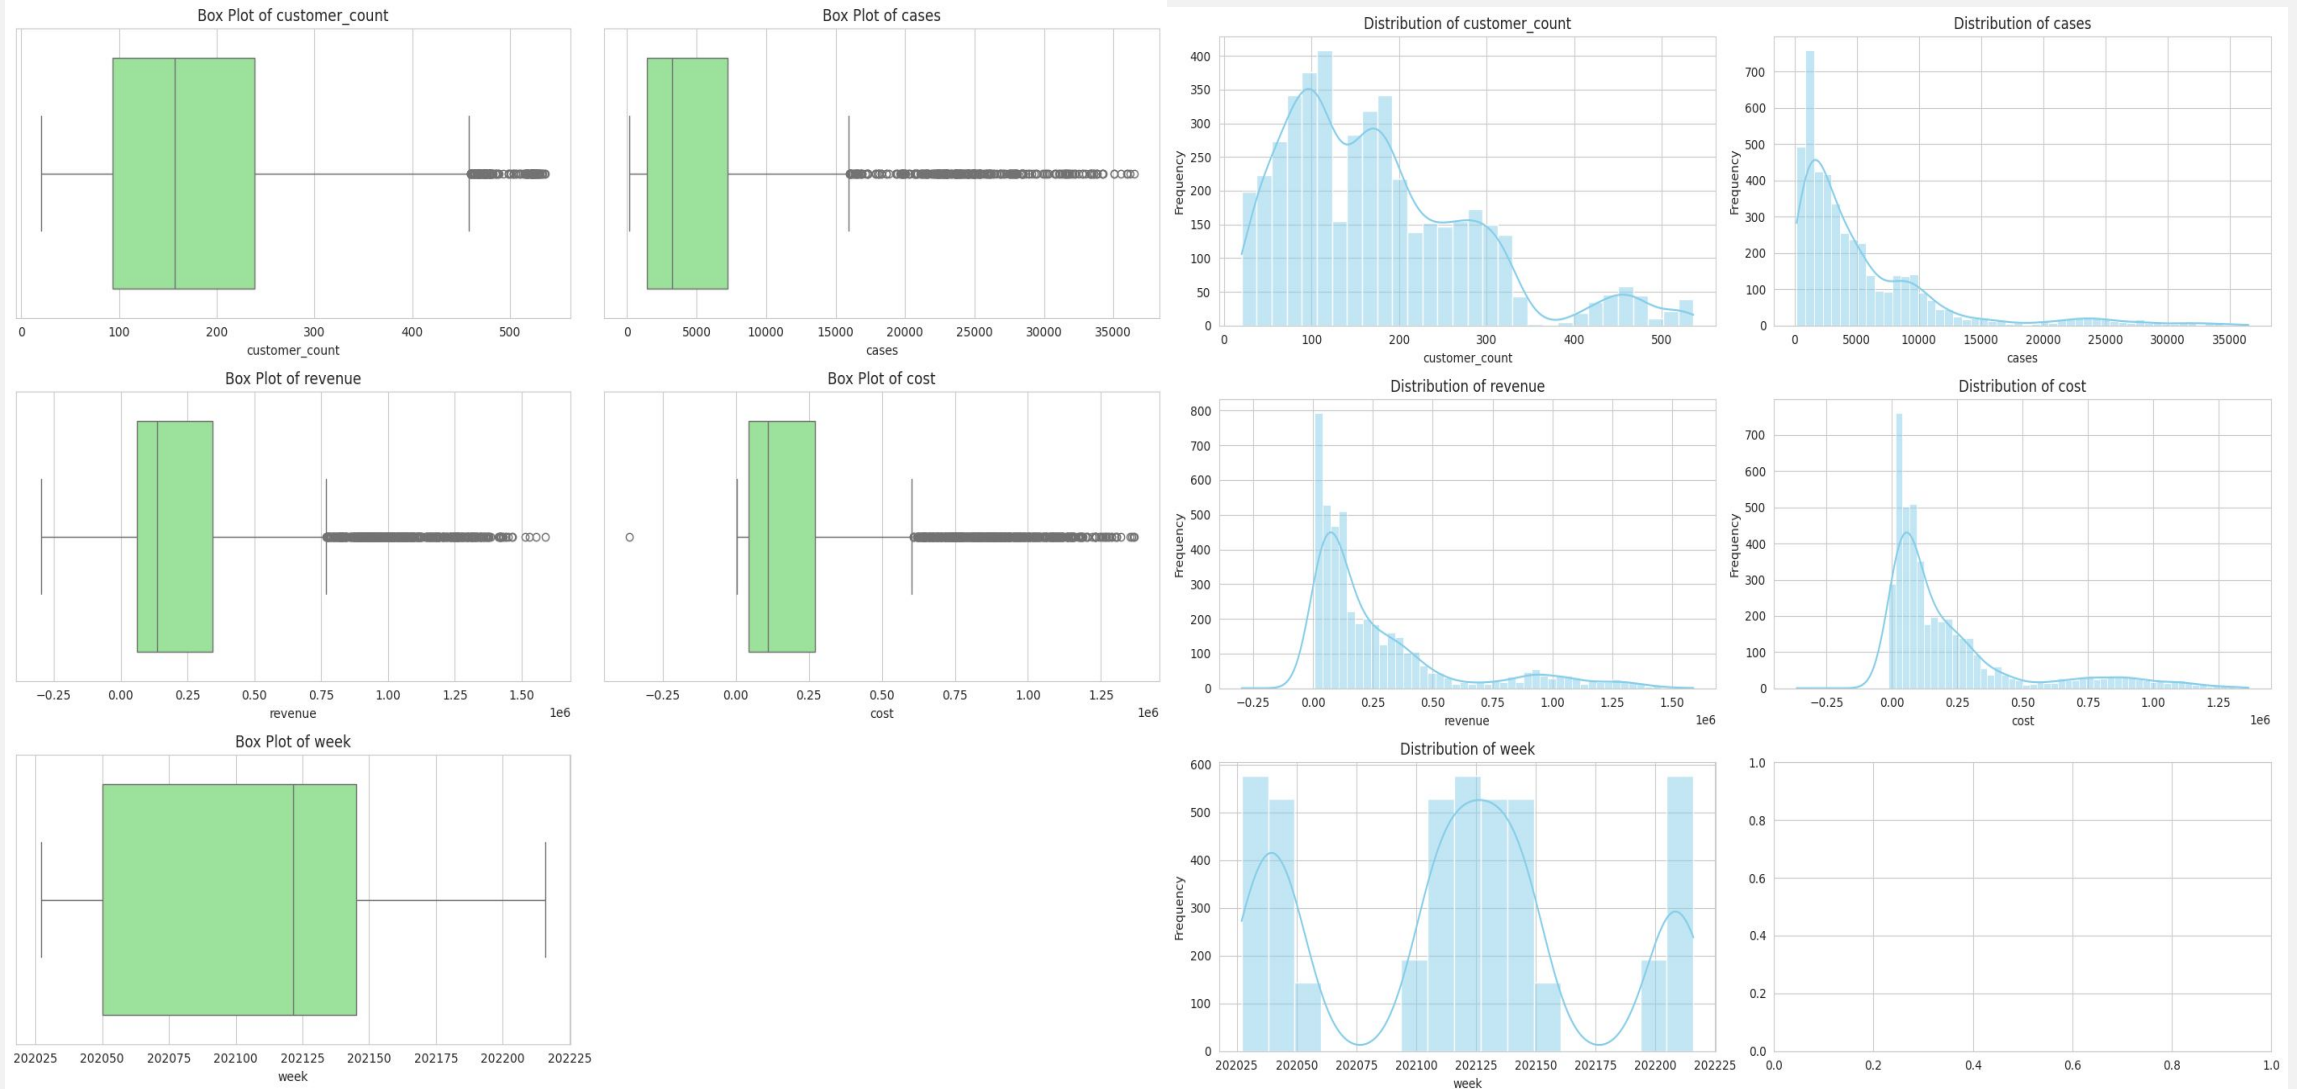 Box Plot of customer_count
0 100 200 300 400 500
customer_count
Box Plot of cases
0 5000 10000 15000 20000 25000 30000 35000
cases
Distribution of customer_count
Frequency
400
350
300
250
200
150
100
50
0
0 100 200 300 400 500
customer_count
Distribution of cases
Frequency
700
600
500
400
300
200
100
0
0 5000 10000 15000 20000 25000 30000 35000
cases
Box Plot of revenue
−0.25 0.00 0.25 0.50 0.75 1.00 1.25 1.50
revenue 1e6
Box Plot of cost
−0.25 0.00 0.25 0.50 0.75 1.00 1.25
cost 1e6
Distribution of revenue
Frequency
800
700
600
500
400
300
200
100
0
−0.25 0.00 0.25 0.50 0.75 1.00 1.25 1.50
revenue 1e6
Distribution of cost
Frequency
700
600
500
400
300
200
100
0
−0.25 0.00 0.25 0.50 0.75 1.00 1.25
cost 1e6
Box Plot of week
202025 202050 202075 202100 202125 202150 202175 202200 202225
week
Distribution of week
Frequency
600
500
400
300
200
100
0
202025 202050 202075 202100 202125 202150 202175 202200 202225
week
1.0
0.8
0.6
0.4
0.2
0.0
0.0 0.2 0.4 0.6 0.8 1.0